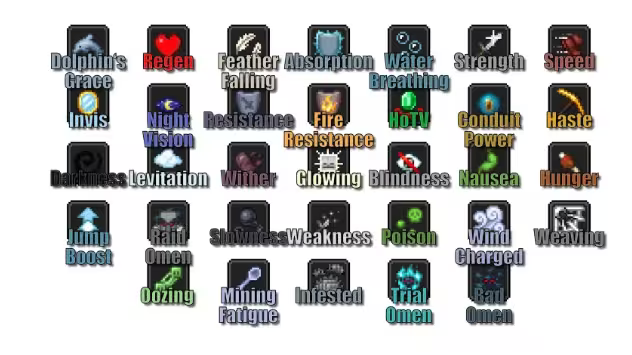 Dolphin's Grace
Regen
Feather Falling
Absorption
Water Breathing
Strength
Speed
Invis
Night Vision
Resistance
Fire Resistance
HoTV
Conduit Power
Haste
Darkness
Levitation
Wither
Glowing
Blindness
Nausea
Hunger
Jump Boost
Raid Omen
Slowness
Weakness
Poison
Wind Charged
Weaving
Oozing
Mining Fatigue
Infested
Trial Omen
Bad Omen